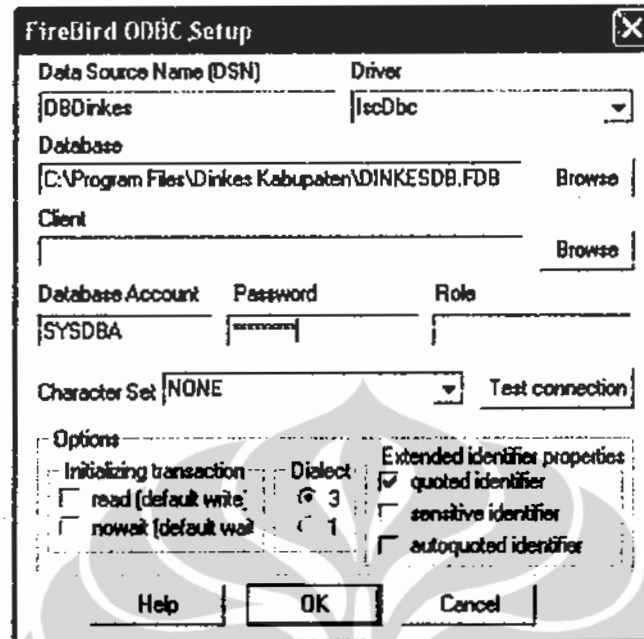 FireBird ODBC Setup
Data Source Name (DSN) Driver
DBDinkes IscDbc
Database
C:\Program Files\Dinkes Kabupaten\DINKESDB.FDB Browse
Client
Browse
Database Account Password Role
SYSDBA
Character Set NONE Test connection
Options
Initializing transaction Dialect Extended identifier properties
read (default write) 3 quoted identifier
nowait (default wait 1 sensitive identifier
autoquoted identifier
Help OK Cancel